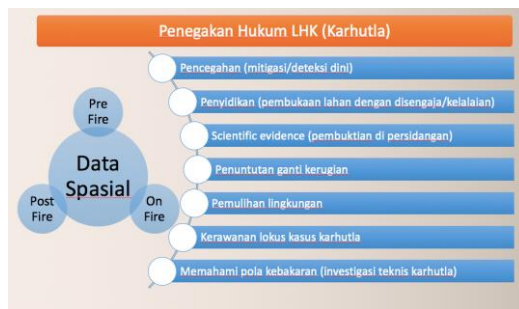 Penegakan Hukum LHK (Karhutla)
Pre
Fire
Data
Spasial
Post
Fire
On
Fire
Pencegahan (mitigasi/deteksi dini)
Penyidikan (pembukaan lahan dengan disengaja/kelalaian)
Scientific evidence (pembuktian di persidangan)
Penuntutan ganti kerugian
Pemulihan lingkungan
Kerawanan lokus kasus karhutla
Memahami pola kebakaran (investigasi teknis karhutla)